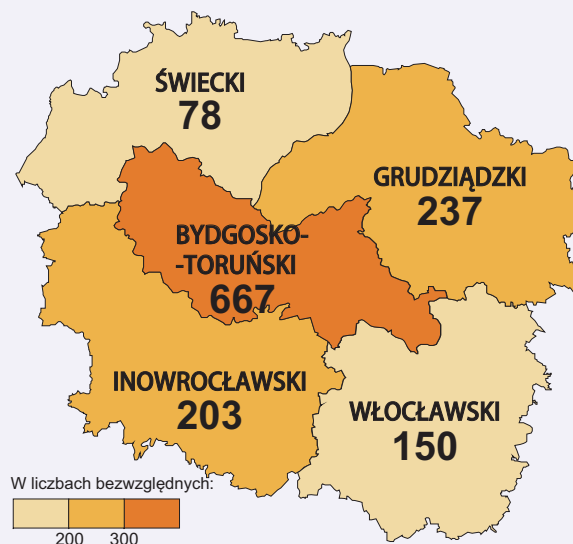 ŚWIECKI
78
GRUDZIĄDZKI
237
BYDGOSKO-
-TORUŃSKI
667
INOWROCŁAWSKI
203
WŁOCŁAWSKI
150
W liczbach bezwzględnych:
200 300